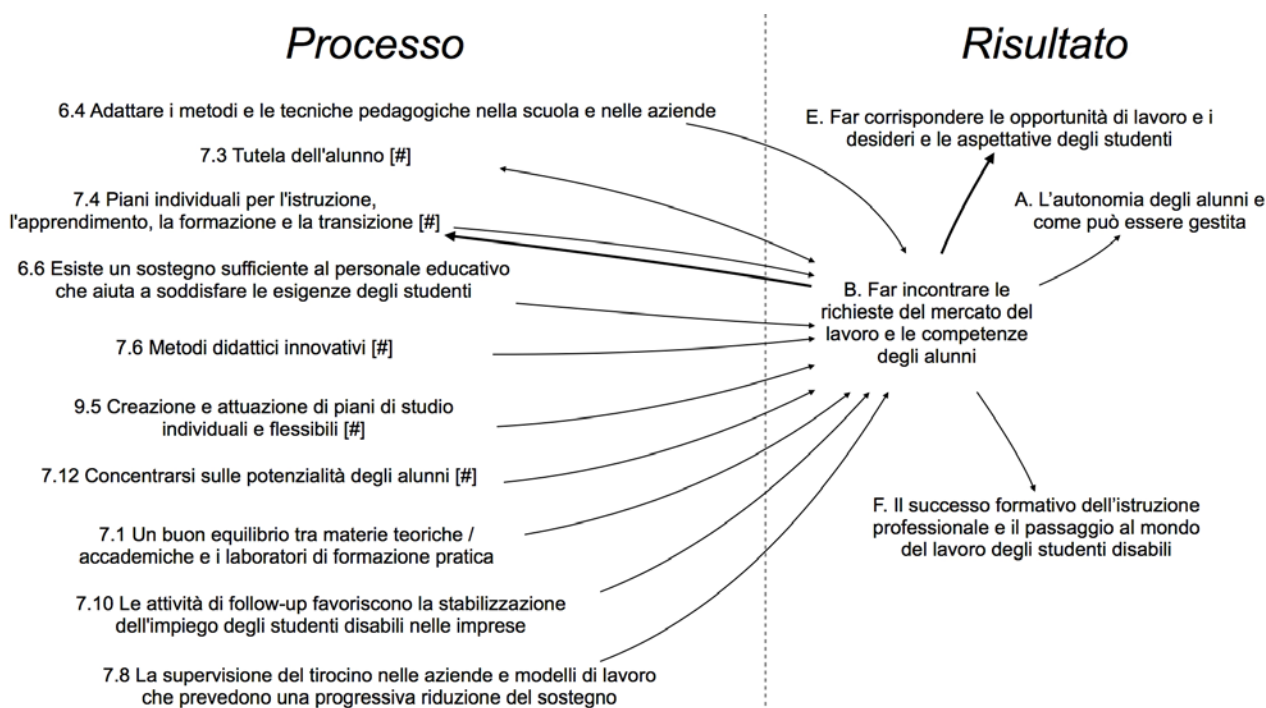 Processo
6.4 Adattare i metodi e le tecniche pedagogiche nella scuola e nelle aziende
7.3 Tutela dell'alunno [#]
7.4 Piani individuali per l'istruzione,
l'apprendimento, la formazione e la transizione [#]
6.6 Esiste un sostegno sufficiente al personale educativo
che aiuta a soddisfare le esigenze degli studenti
7.6 Metodi didattici innovativi [#]
9.5 Creazione e attuazione di piani di studio
individuali e flessibili [#]
7.12 Concentrarsi sulle potenzialità degli alunni [#]
7.1 Un buon equilibrio tra materie teoriche /
accademiche e i laboratori di formazione pratica
7.10 Le attività di follow-up favoriscono la stabilizzazione
dell'impiego degli studenti disabili nelle imprese
7.8 La supervisione del tirocino nelle aziende e modelli di lavoro
che prevedono una progressiva riduzione del sostegno
Risultato
E. Far corrispondere le opportunità di lavoro e i
desideri e le aspettative degli studenti
A. L’autonomia degli alunni e
come può essere gestita
B. Far incontrare le
richieste del mercato del
lavoro e le competenze
degli alunni
F. Il successo formativo dell’istruzione
professionale e il passaggio al mondo
del lavoro degli studenti disabili